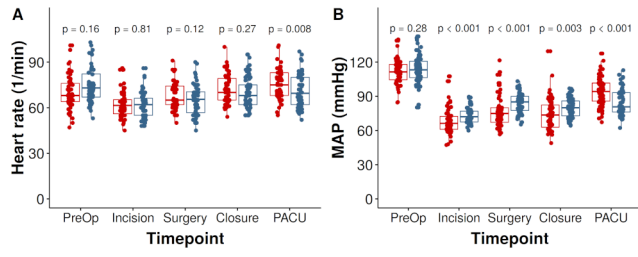 A
p = 0.16 p = 0.81 p = 0.12 p = 0.27 p = 0.008
Heart rate (1/min)
90
60
30
0
PreOp Incision Surgery Closure PACU
Timepoint
B
p = 0.28 p < 0.001 p < 0.001 p = 0.003 p < 0.001
MAP (mmHg)
120
90
60
30
0
PreOp Incision Surgery Closure PACU
Timepoint